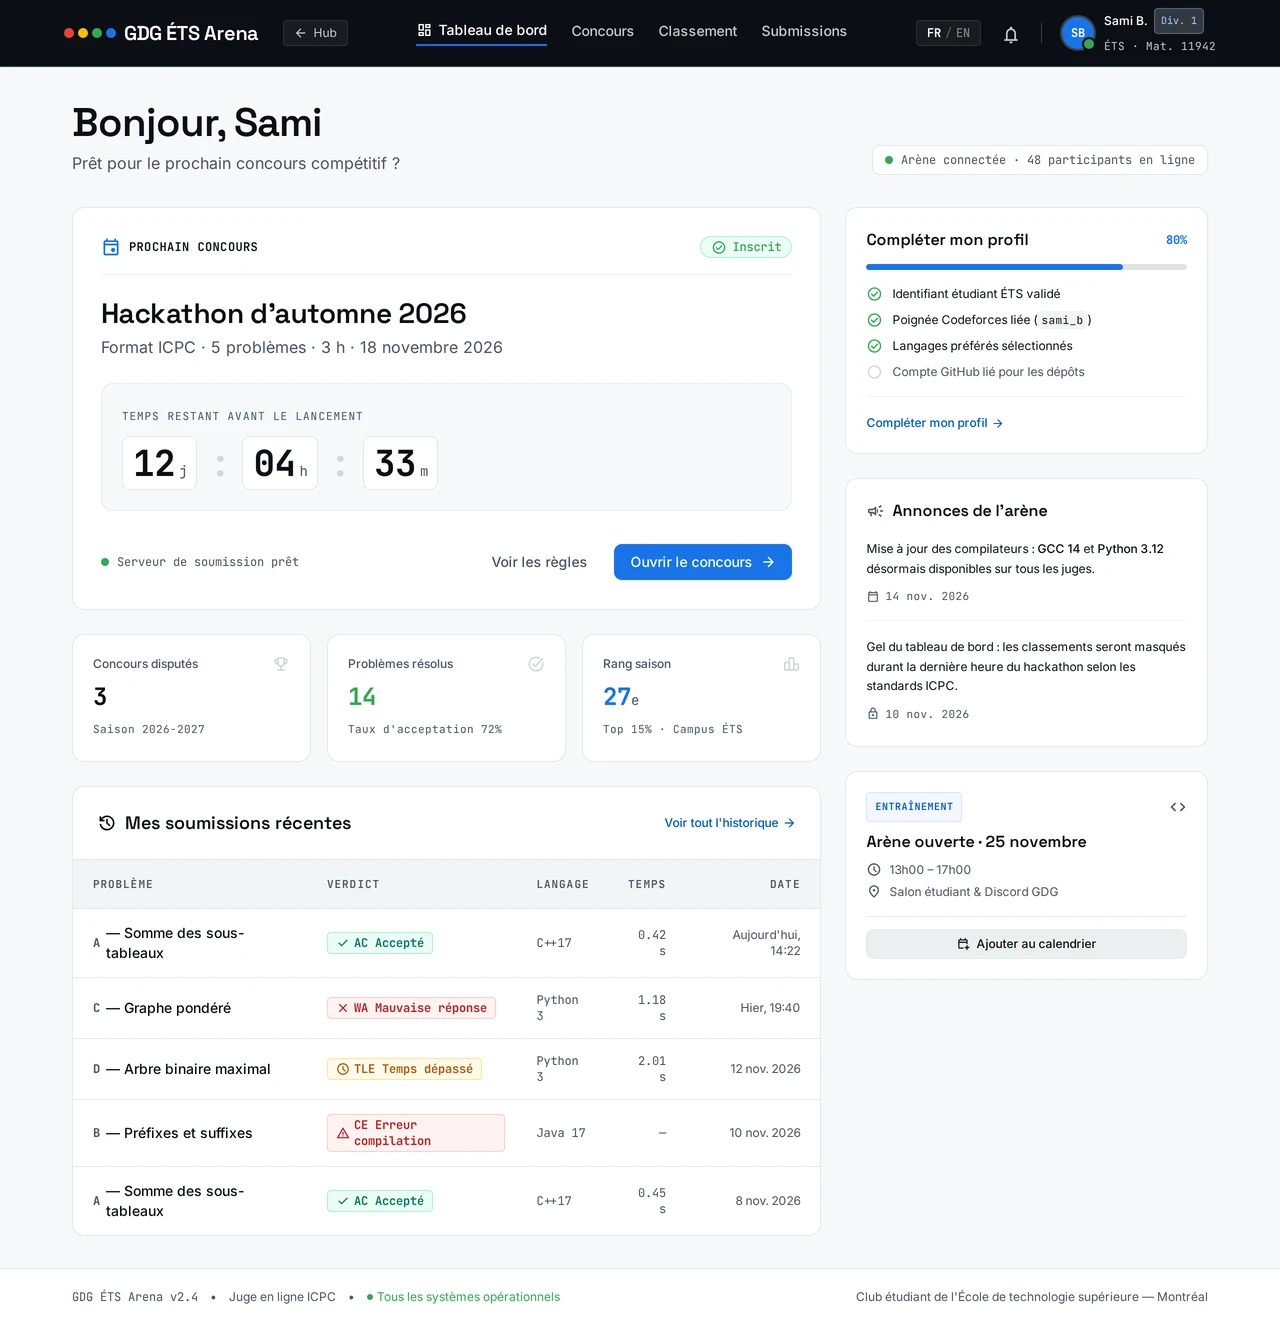 GDG ÉTS Arena
← Hub
Tableau de bord
Concours
Classement
Submissions
FR / EN
SB
Sami B.
Div. 1
ÉTS · Mat. 11942
Bonjour, Sami
Prêt pour le prochain concours compétitif ?
Arène connectée · 48 participants en ligne
PROCHAIN CONCOURS
Inscrit
Hackathon d'automne 2026
Format ICPC · 5 problèmes · 3 h · 18 novembre 2026
TEMPS RESTANT AVANT LE LANCEMENT
12 j : 04 h : 33 m
Serveur de soumission prêt
Voir les règles
Ouvrir le concours →
Concours disputés
3
Saison 2026-2027
Problèmes résolus
14
Taux d'acceptation 72%
Rang saison
27e
Top 15% · Campus ÉTS
Mes soumissions récentes
Voir tout l'historique →
PROBLÈME VERDICT LANGAGE TEMPS DATE
A — Somme des sous-
tableaux
AC Accepté
C++17
0.42
s
Aujourd'hui,
14:22
C — Graphe pondéré
WA Mauvaise réponse
Python
3
1.18
s
Hier, 19:40
D — Arbre binaire maximal
TLE Temps dépassé
Python
3
2.01
s
12 nov. 2026
B — Préfixes et suffixes
CE Erreur
compilation
Java 17
—
10 nov. 2026
A — Somme des sous-
tableaux
AC Accepté
C++17
0.45
s
8 nov. 2026
Compléter mon profil
80%
Identifiant étudiant ÉTS validé
Poignée Codeforces liée ( sami_b )
Langages préférés sélectionnés
Compte GitHub lié pour les dépôts
Compléter mon profil →
Annonces de l'arène
Mise à jour des compilateurs : GCC 14 et Python 3.12
désormais disponibles sur tous les juges.
14 nov. 2026
Gel du tableau de bord : les classements seront masqués
durant la dernière heure du hackathon selon les
standards ICPC.
10 nov. 2026
ENTRAÎNEMENT
Arène ouverte · 25 novembre
13h00 – 17h00
Salon étudiant & Discord GDG
Ajouter au calendrier
GDG ÉTS Arena v2.4 • Juge en ligne ICPC • Tous les systèmes opérationnels
Club étudiant de l'École de technologie supérieure — Montréal